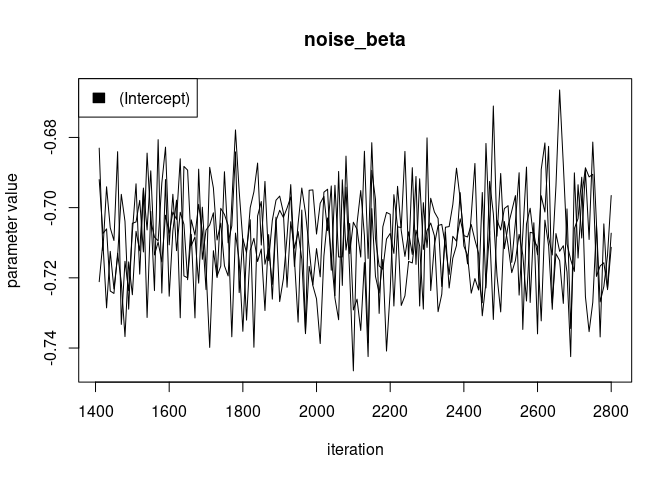 noise_beta
(Intercept)
parameter value
-0.68
-0.70
-0.72
-0.74
1400 1600 1800 2000 2200 2400 2600 2800
iteration